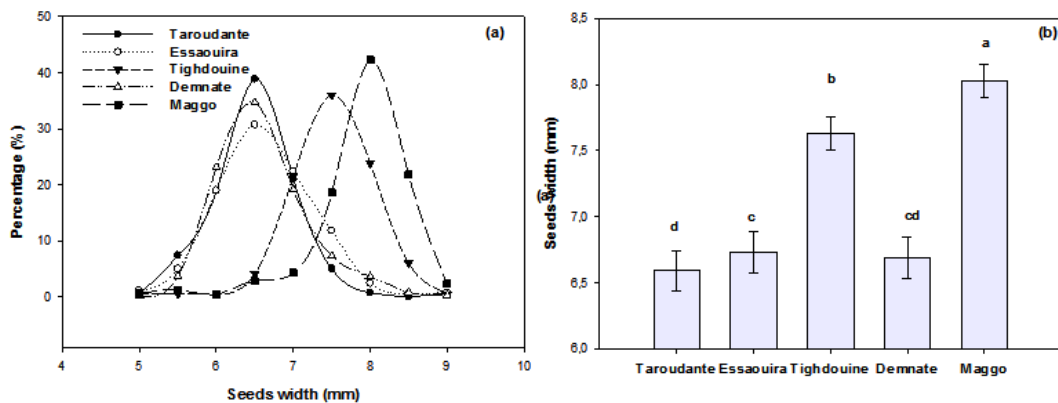 (a)
Taroudante
Essaouira
Tighdouine
Demnate
Maggo
50
40
30
20
10
0
Percentage (%)
4 5 6 7 8 9 10
Seeds width (mm)
(b)
8,5
8,0
7,5
7,0
6,5
6,0
Seeds width (mm)
(a)
d c b cd a
Taroudante Essaouira Tighdouine Demnate Maggo